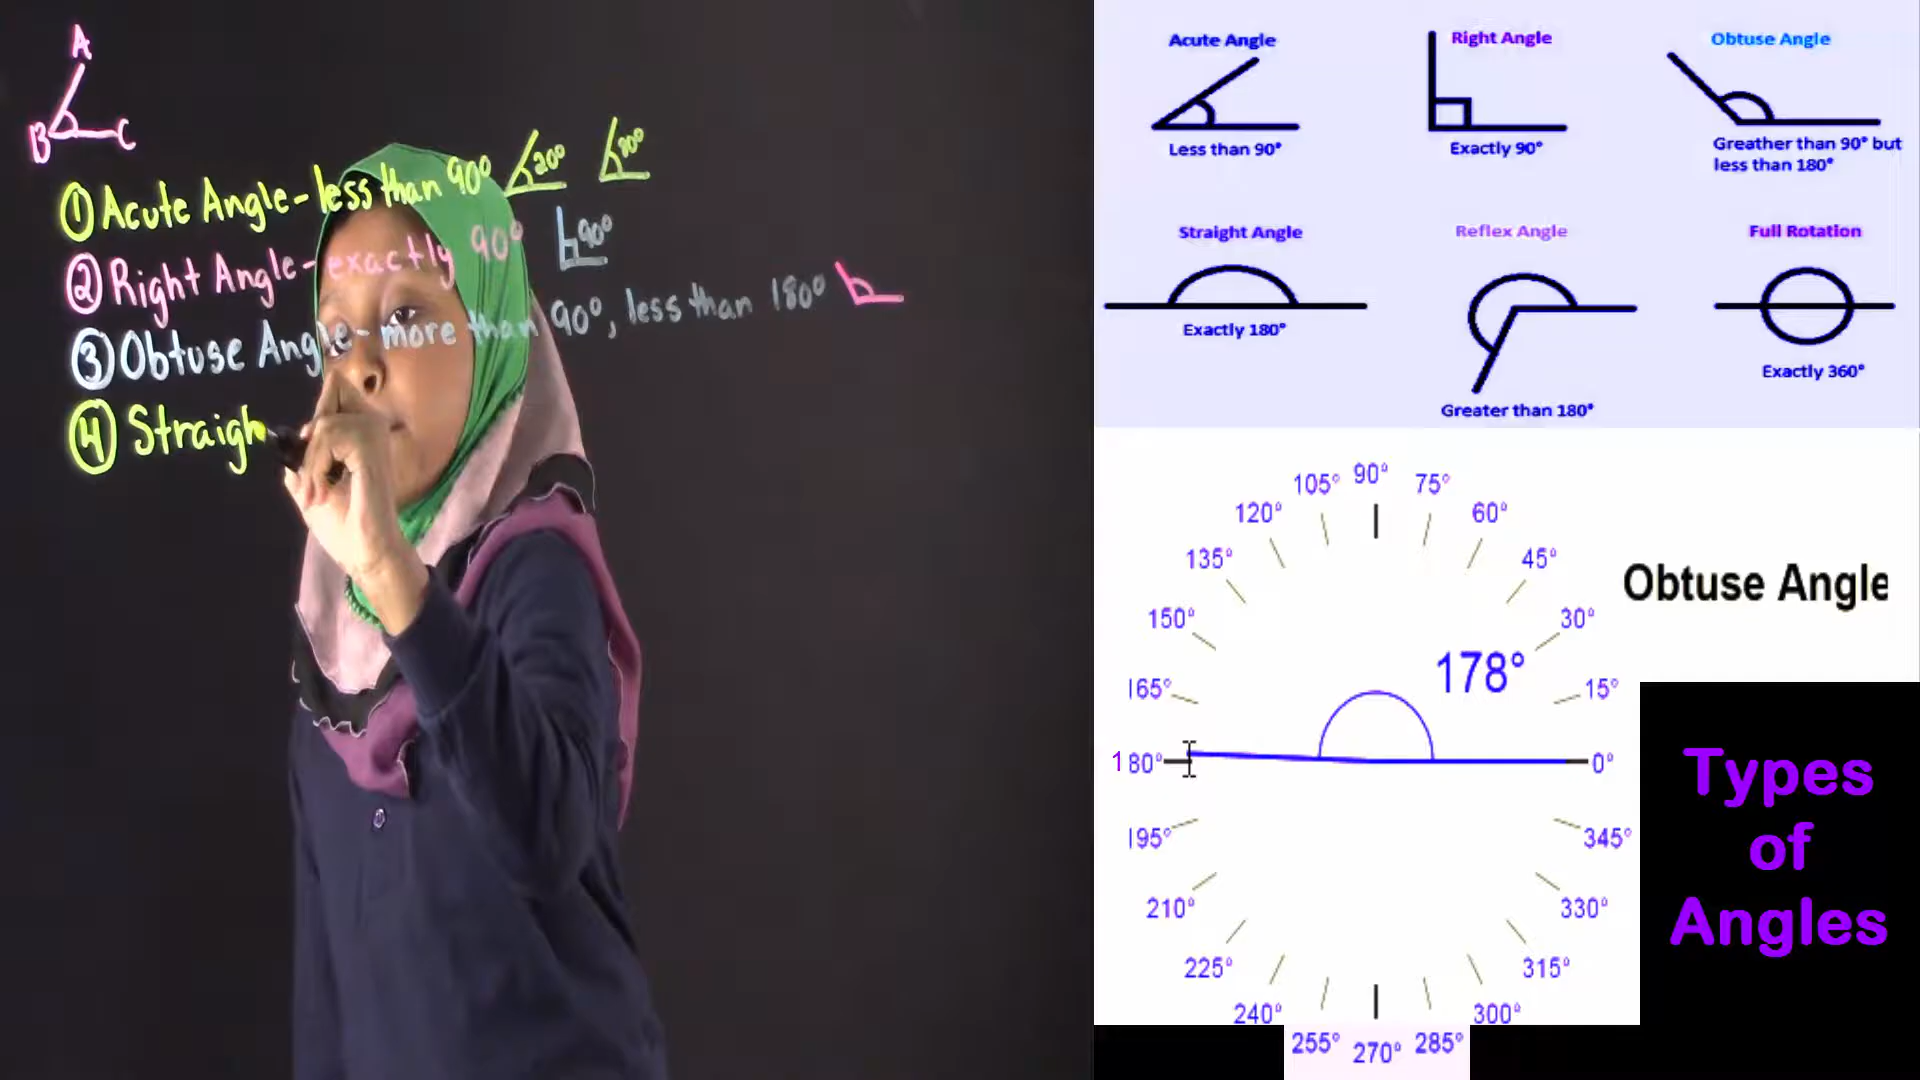 A
B C
① Acute Angle - less than 90° 20° 80°
② Right Angle - exactly 90° 90°
③ Obtuse Angle - more than 90°, less than 180°
④ Straigh
Acute Angle
Less than 90°
Right Angle
Exactly 90°
Obtuse Angle
Greather than 90° but
less than 180°
Straight Angle
Exactly 180°
Reflex Angle
Greater than 180°
Full Rotation
Exactly 360°
90°
105° 75°
120° 60°
135° 45°
Obtuse Angle
150° 30°
178°
165° 15°
180° 0°
195° 345°
210° 330°
225° 315°
240° 300°
255° 270° 285°
Types
of
Angles